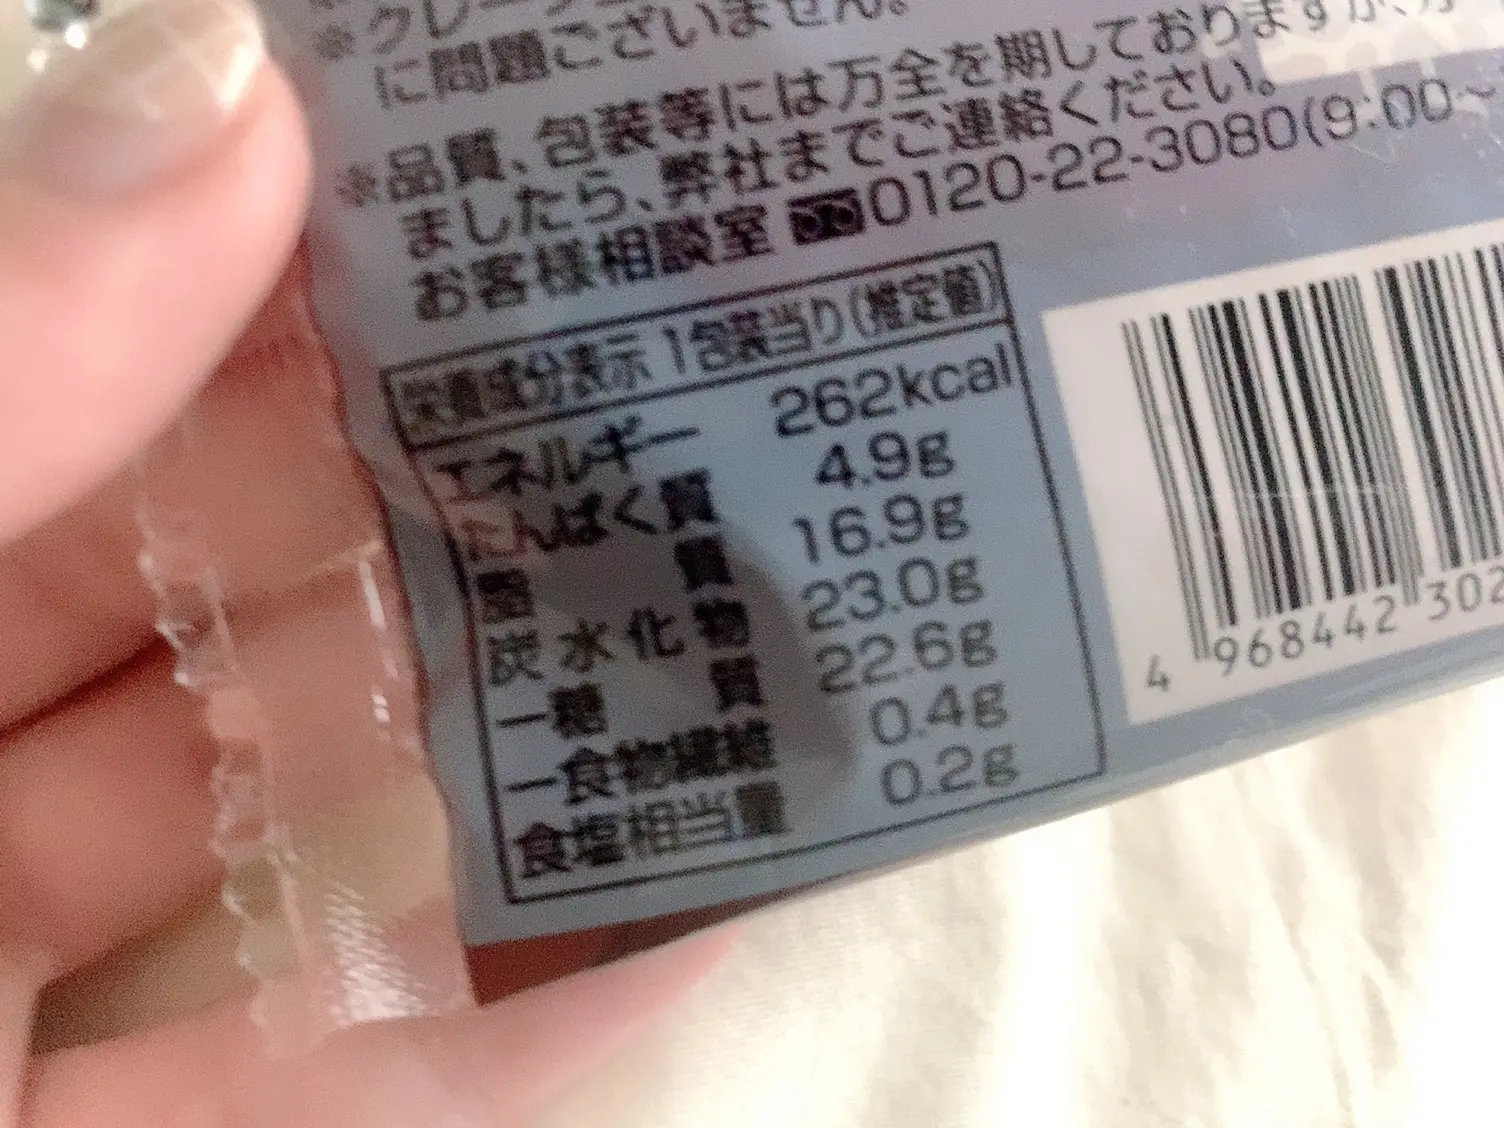 ※クレー
に問題ございません。
※品質、包装等には万全を期しておりますが、万
ましたら、弊社までご連絡ください。
お客様相談室 0120-22-3080(9:00~
栄養成分表示 1包装当り(推定値)
エネルギー 262kcal
たんぱく質 4.9g
脂質 16.9g
炭水化物 23.0g
ー糖質 22.6g
ー食物繊維 0.4g
食塩相当量 0.2g
4 968442 302